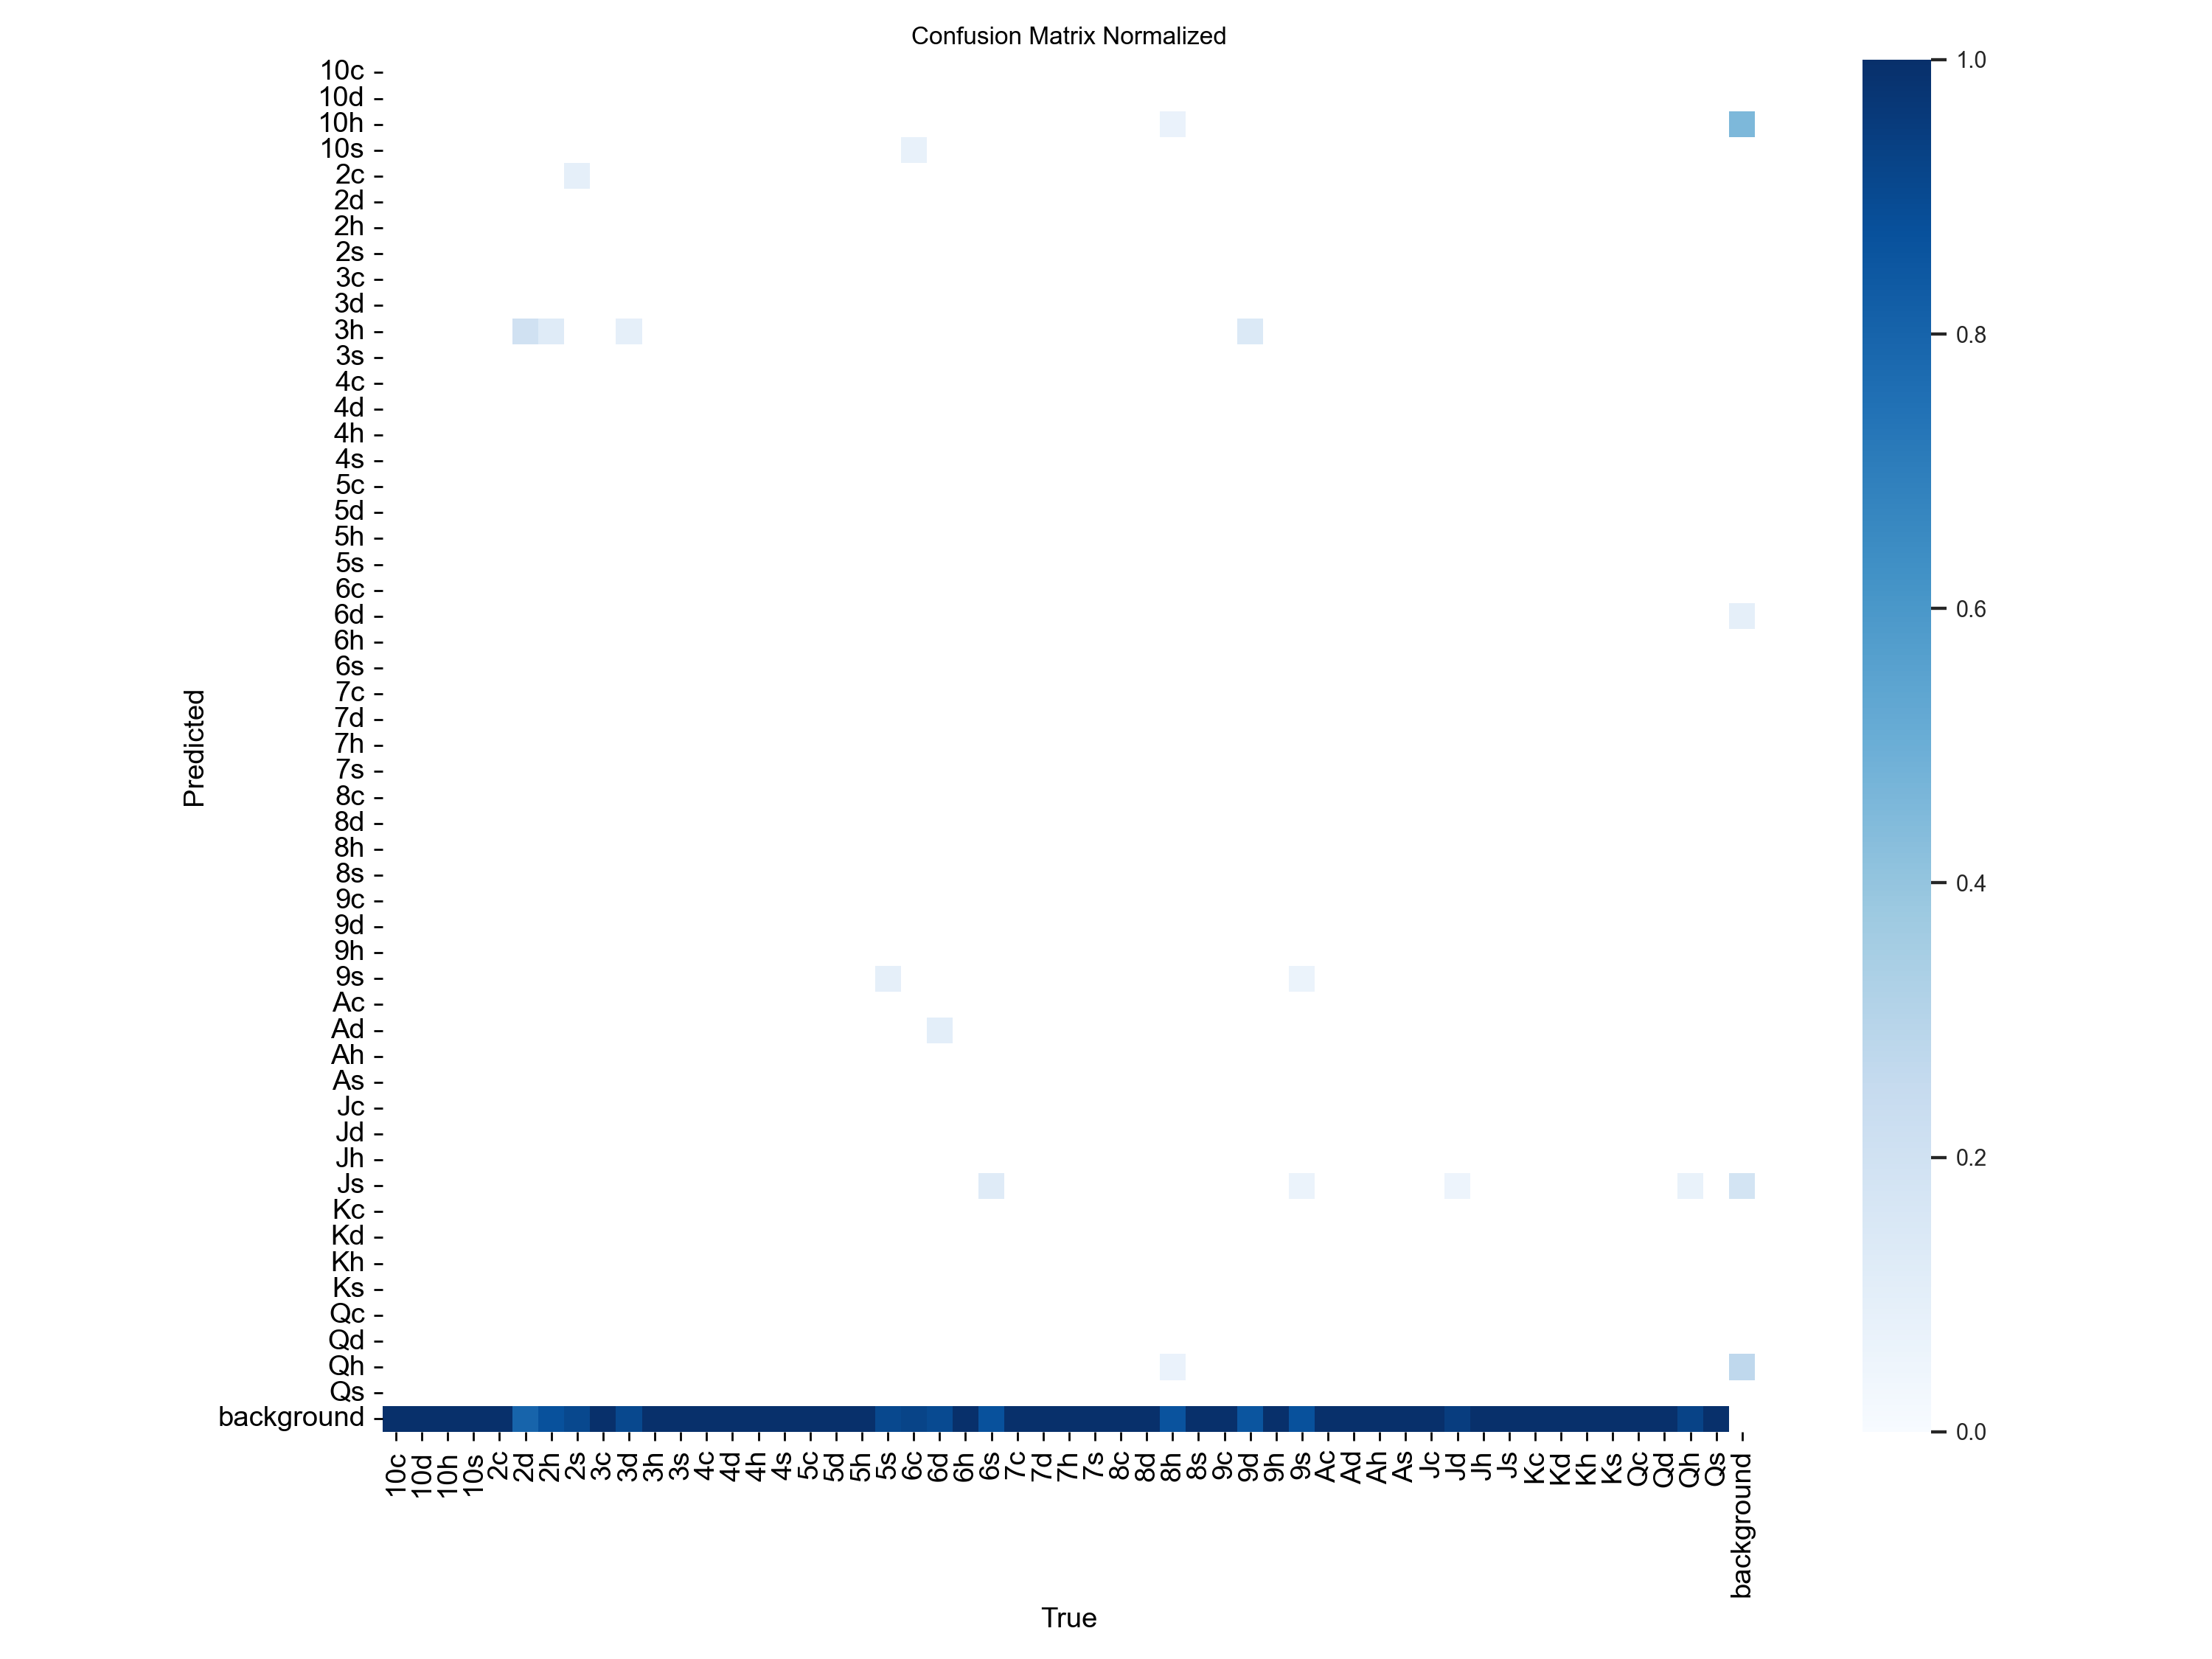 Confusion Matrix Normalized
10c
10d
10h
10s
2c
2d
2h
2s
3c
3d
3h
3s
4c
4d
4h
4s
5c
5d
5h
5s
6c
6d
6h
6s
7c
7d
7h
7s
8c
8d
8h
8s
9c
9d
9h
9s
Ac
Ad
Ah
As
Jc
Jd
Jh
Js
Kc
Kd
Kh
Ks
Qc
Qd
Qh
Qs
background
Predicted
10c 10d 10h 10s 2c 2d 2h 2s 3c 3d 3h 3s 4c 4d 4h 4s 5c 5d 5h 5s 6c 6d 6h 6s 7c 7d 7h 7s 8c 8d 8h 8s 9c 9d 9h 9s Ac Ad Ah As Jc Jd Jh Js Kc Kd Kh Ks Qc Qd Qh Qs background
True
1.0
0.8
0.6
0.4
0.2
0.0